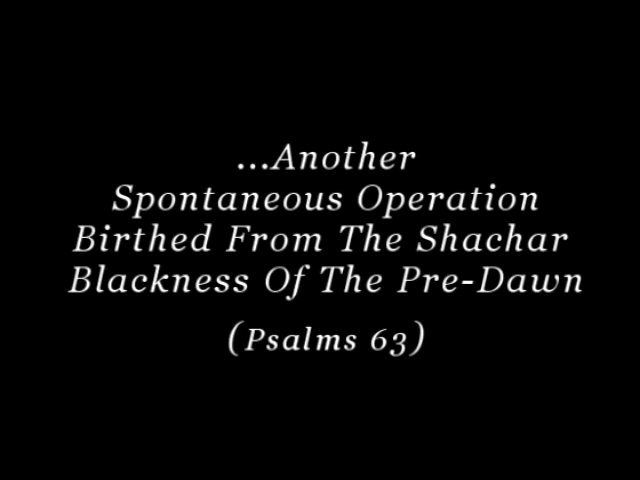 ...Another
Spontaneous Operation
Birthed From The Shachar
Blackness Of The Pre-Dawn
(Psalms 63)